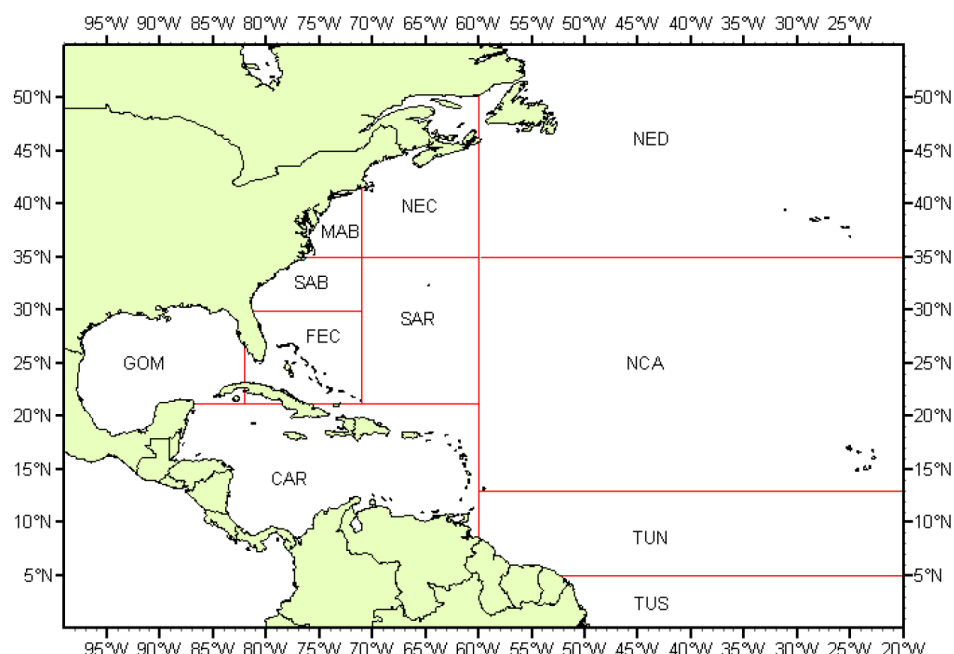 95°W 90°W 85°W 80°W 75°W 70°W 65°W 60°W 55°W 50°W 45°W 40°W 35°W 30°W 25°W
50°N 50°N
NED
45°N 45°N
NEC
40°N 40°N
MAB
35°N 35°N
SAB
30°N 30°N
SAR
FEC
25°N GOM NCA 25°N
20°N 20°N
15°N 15°N
CAR
10°N 10°N
TUN
5°N 5°N
TUS
95°W 90°W 85°W 80°W 75°W 70°W 65°W 60°W 55°W 50°W 45°W 40°W 35°W 30°W 25°W 20°W